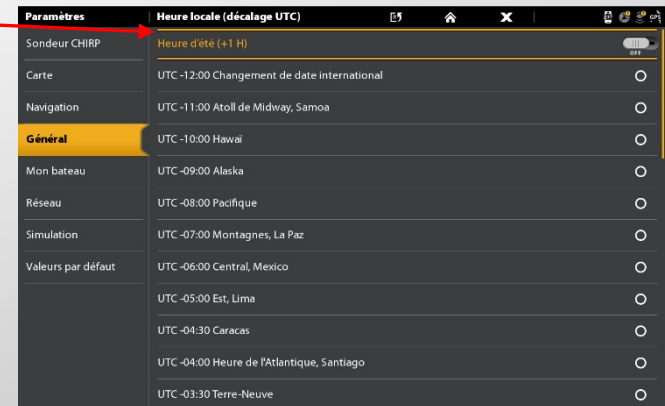 Paramètres
Heure locale (décalage UTC)
Sondeur CHIRP
Heure d'été (+1 H)
OFF
Carte
UTC -12:00 Changement de date international
Navigation
UTC -11:00 Atoll de Midway, Samoa
Général
UTC -10:00 Hawaï
Mon bateau
UTC -09:00 Alaska
Réseau
UTC -08:00 Pacifique
Simulation
UTC -07:00 Montagnes, La Paz
Valeurs par défaut
UTC -06:00 Central, Mexico
UTC -05:00 Est, Lima
UTC -04:30 Caracas
UTC -04:00 Heure de l'Atlantique, Santiago
UTC -03:30 Terre-Neuve